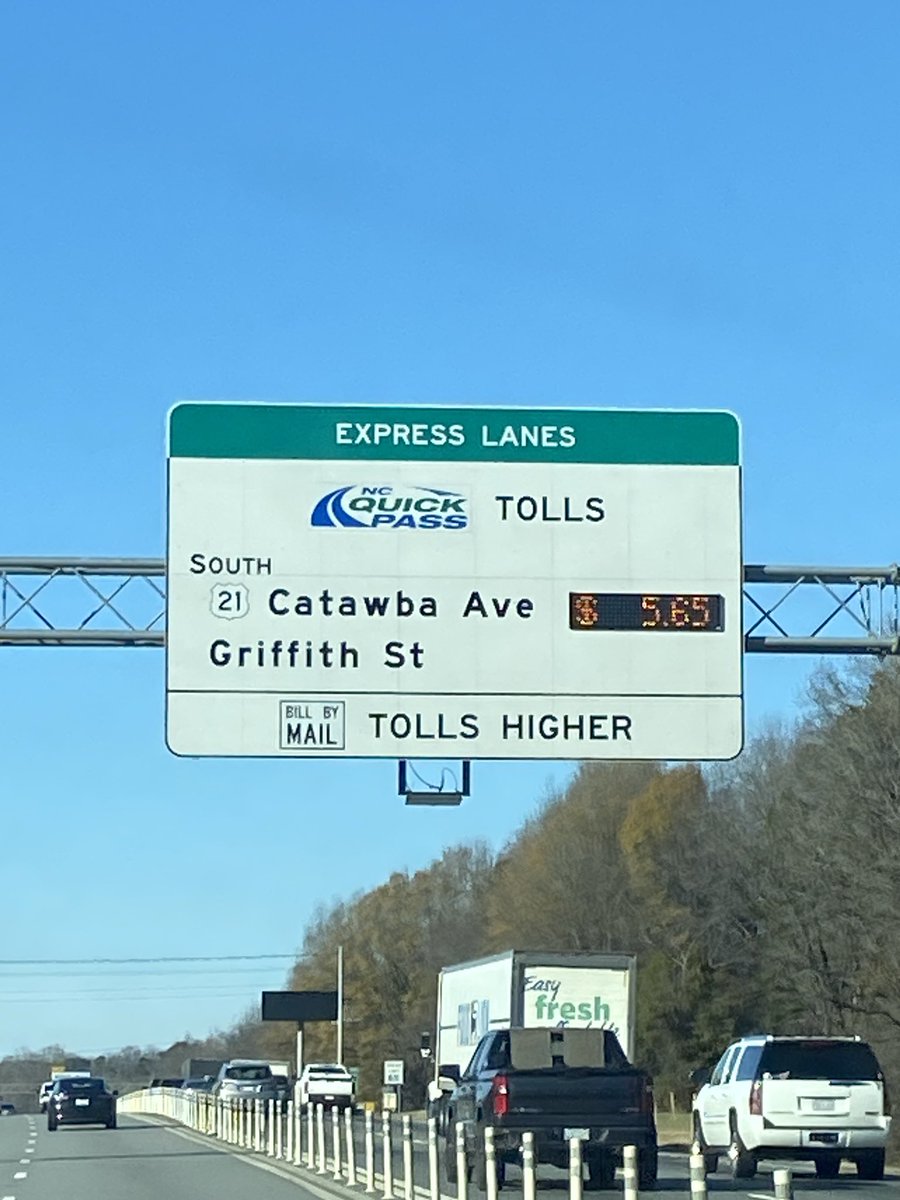 EXPRESS LANES
NC QUICK PASS TOLLS
SOUTH
21 Catawba Ave $ 5.65
Griffith St
BILL BY MAIL TOLLS HIGHER
Easy
fresh